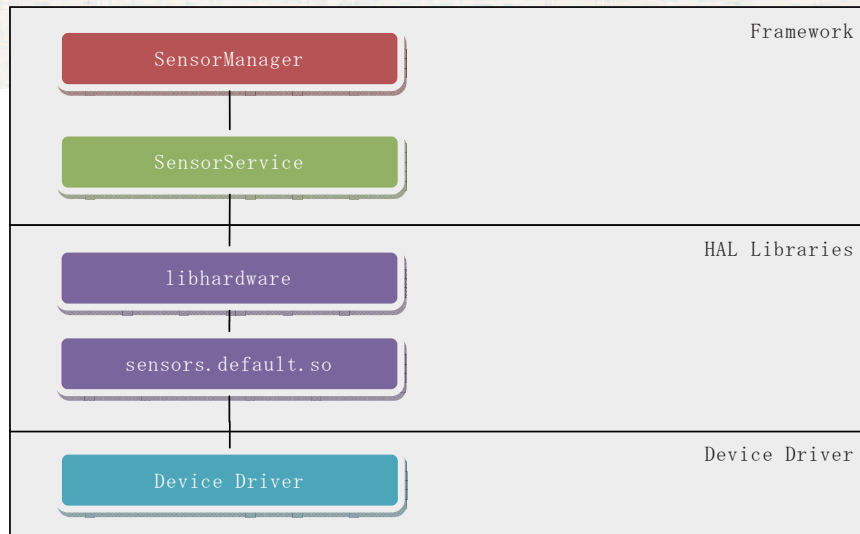 Framework
SensorManager
SensorService
HAL Libraries
libhardware
sensors.default.so
Device Driver
Device Driver